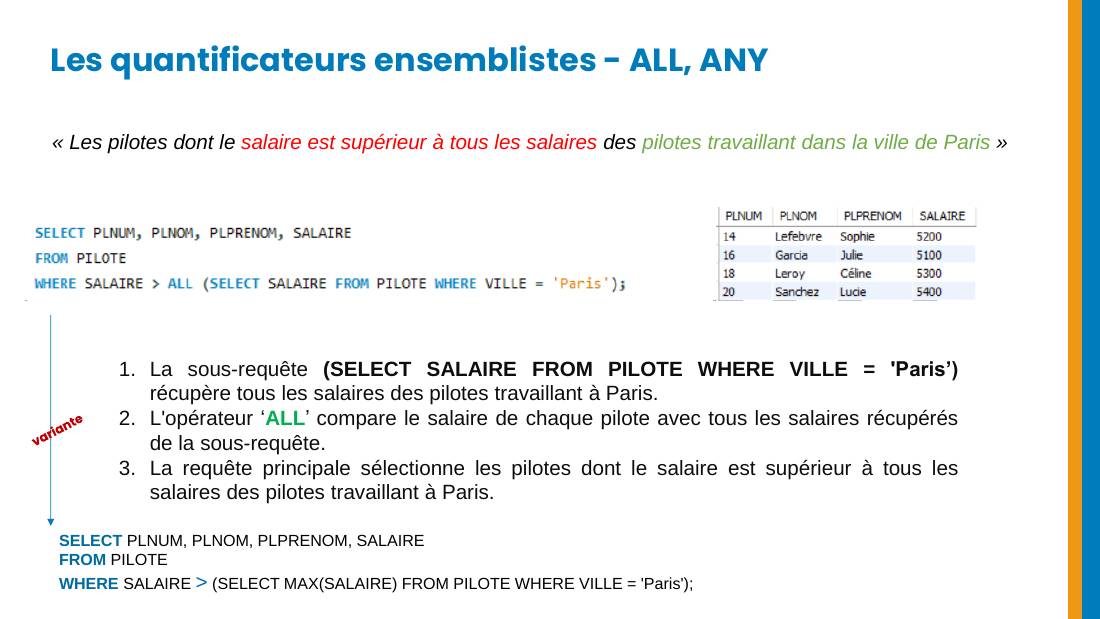 Les quantificateurs ensemblistes - ALL, ANY
« Les pilotes dont le salaire est supérieur à tous les salaires des pilotes travaillant dans la ville de Paris »
SELECT PLNUM, PLNOM, PLPRENOM, SALAIRE
FROM PILOTE
WHERE SALAIRE > ALL (SELECT SALAIRE FROM PILOTE WHERE VILLE = 'Paris');
PLNUM PLNOM PLPRENOM SALAIRE
14 Lefebvre Sophie 5200
16 Garcia Julie 5100
18 Leroy Céline 5300
20 Sanchez Lucie 5400
1. La sous-requête (SELECT SALAIRE FROM PILOTE WHERE VILLE = 'Paris’)
récupère tous les salaires des pilotes travaillant à Paris.
2. L'opérateur ‘ALL’ compare le salaire de chaque pilote avec tous les salaires récupérés
de la sous-requête.
3. La requête principale sélectionne les pilotes dont le salaire est supérieur à tous les
salaires des pilotes travaillant à Paris.
variante
SELECT PLNUM, PLNOM, PLPRENOM, SALAIRE
FROM PILOTE
WHERE SALAIRE > (SELECT MAX(SALAIRE) FROM PILOTE WHERE VILLE = 'Paris');